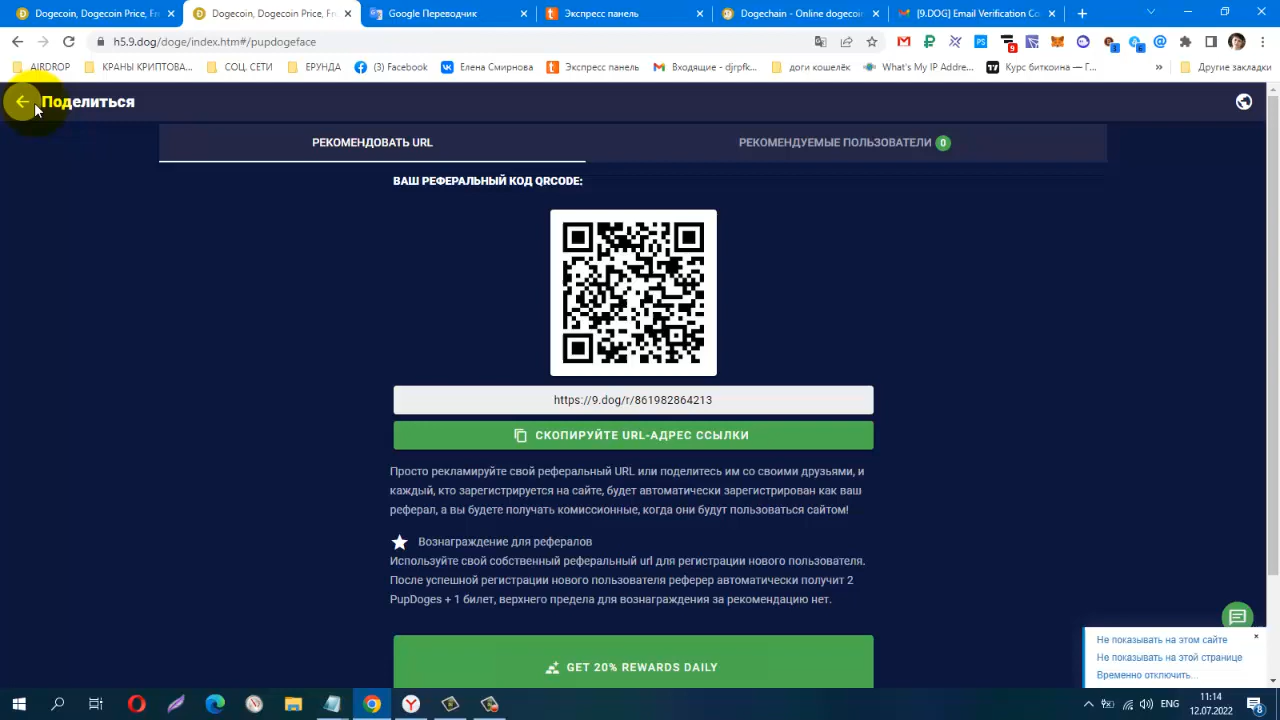 Dogecoin, Dogecoin Price, Fr
Dogecoin, Dogecoin Price, Fr
Google Переводчик
Экспресс панель
Dogechain - Online dogecoi
[9.DOG] Email Verification Co
h5.9.dog/doge/index.htm#/pupdogeface
AIRDROP
КРАНЫ КРИПТОВА...
СОЦ. СЕТИ
ЕРУНДА
(3) Facebook
Елена Смирнова
Экспресс панель
Входящие - djrpfk...
доги кошелёк
What's My IP Addre...
Курс биткоина — Г...
»
Другие закладки
Поделиться
РЕКОМЕНДОВАТЬ URL
РЕКОМЕНДУЕМЫЕ ПОЛЬЗОВАТЕЛИ 0
ВАШ РЕФЕРАЛЬНЫЙ КОД QRCODE:
https://9.dog/r/861982864213
СКОПИРУЙТЕ URL-АДРЕС ССЫЛКИ
Просто рекламируйте свой реферальный URL или поделитесь им со своими друзьями, и
каждый, кто зарегистрируется на сайте, будет автоматически зарегистрирован как ваш
реферал, а вы будете получать комиссионные, когда они будут пользоваться сайтом!
Вознаграждение для рефералов
Используйте свой собственный реферальный url для регистрации нового пользователя.
После успешной регистрации нового пользователя реферер автоматически получит 2
PupDoges + 1 билет, верхнего предела для вознаграждения за рекомендацию нет.
GET 20% REWARDS DAILY
Не показывать на этом сайте
Не показывать на этой странице
Временно отключить...
ENG
11:14
12.07.2022